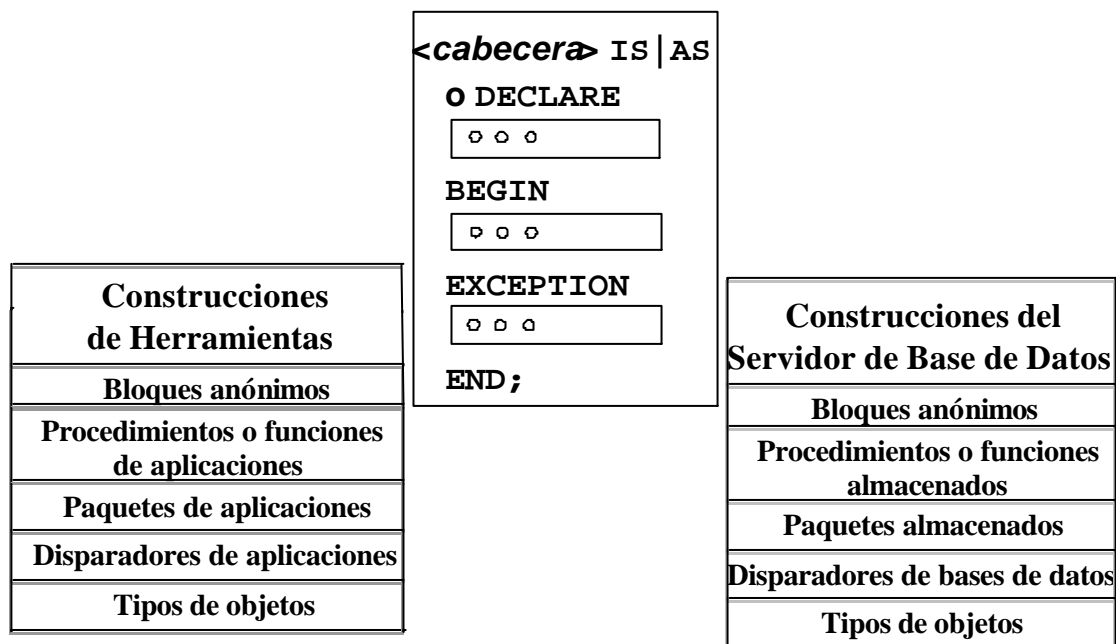 <cabecera> IS|AS
o DECLARE
BEGIN
EXCEPTION
END;
Construcciones
de Herramientas
Bloques anónimos
Procedimientos o funciones
de aplicaciones
Paquetes de aplicaciones
Disparadores de aplicaciones
Tipos de objetos
Construcciones del
Servidor de Base de Datos
Bloques anónimos
Procedimientos o funciones
almacenados
Paquetes almacenados
Disparadores de bases de datos
Tipos de objetos